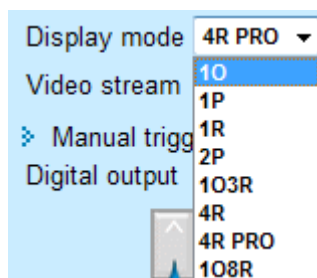 Display mode 4R PRO
Video stream 1O
1P
Manual trigg 1R
2P
Digital output 1O3R
4R
4R PRO
1O8R